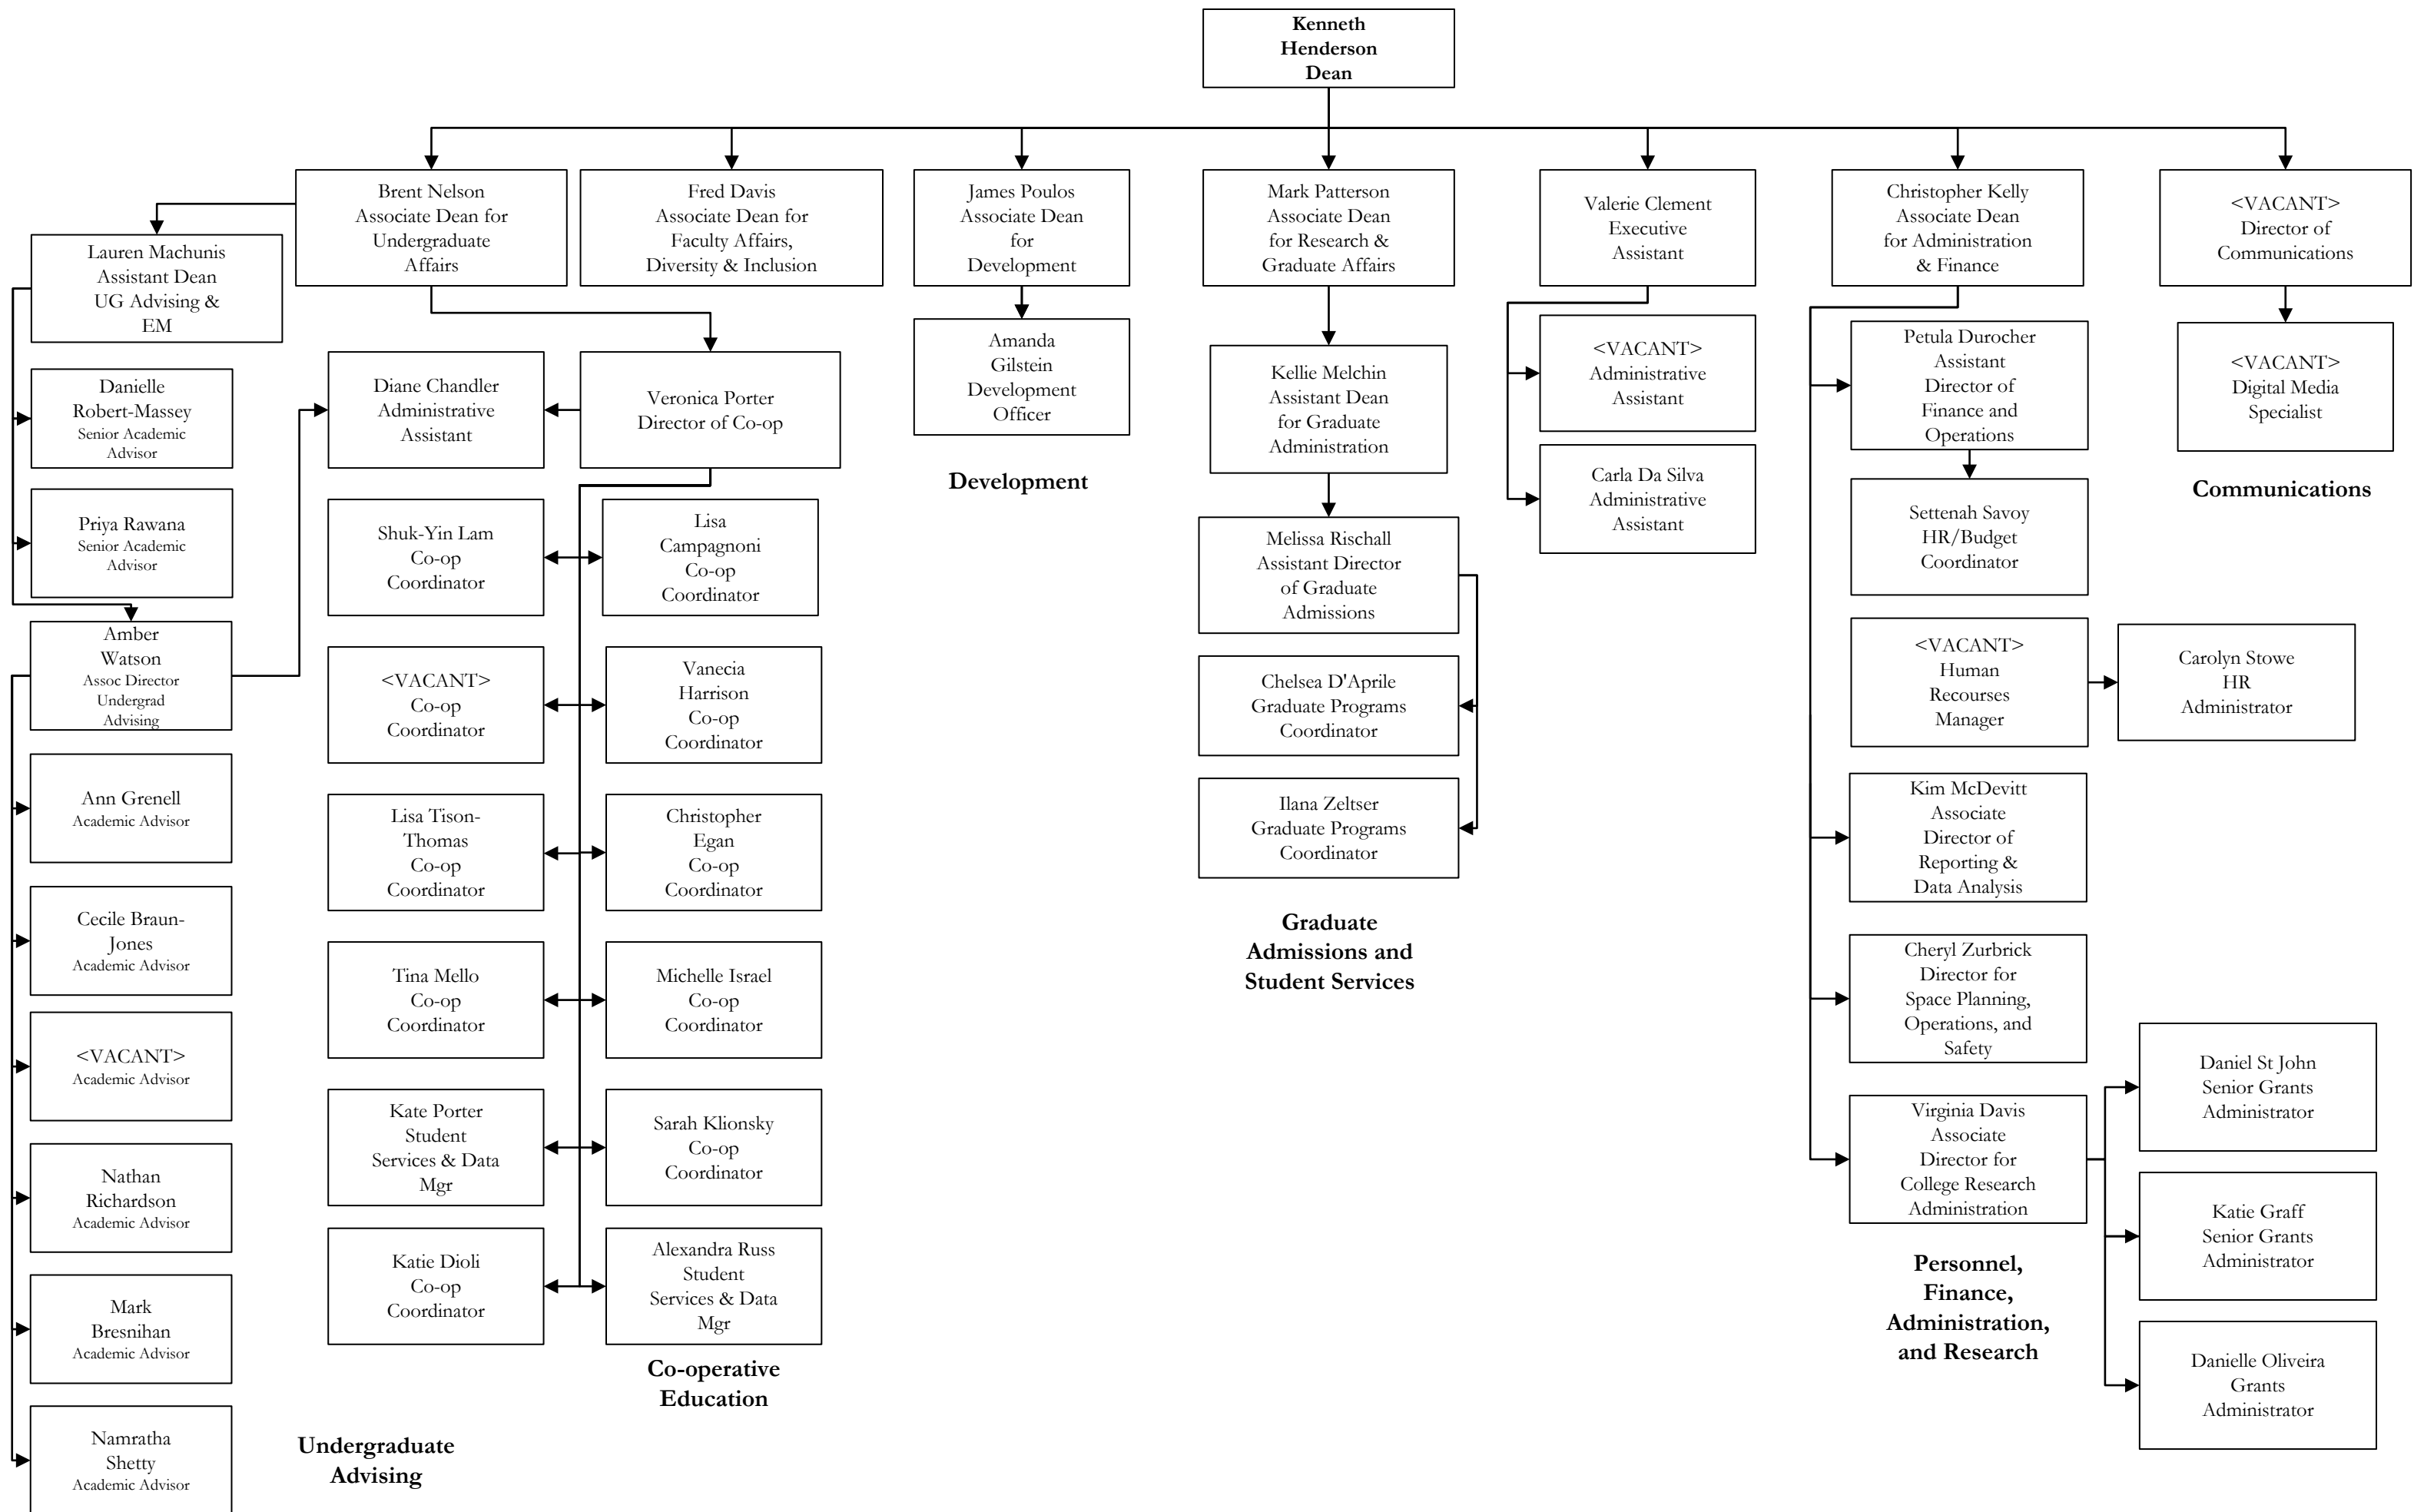 Kenneth
Henderson
Dean
Brent Nelson
Associate Dean for
Undergraduate
Affairs
Fred Davis
Associate Dean for
Faculty Affairs,
Diversity & Inclusion
James Poulos
Associate Dean
for
Development
Mark Patterson
Associate Dean
for Research &
Graduate Affairs
Valerie Clement
Executive
Assistant
Christopher Kelly
Associate Dean
for Administration
& Finance
<VACANT>
Director of
Communications
Lauren Machunis
Assistant Dean
UG Advising &
EM
Danielle
Robert-Massey
Senior Academic
Advisor
Priya Rawana
Senior Academic
Advisor
Amber
Watson
Assoc Director
Undergrad
Advising
Ann Grenell
Academic Advisor
Cecile Braun-
Jones
Academic Advisor
<VACANT>
Academic Advisor
Nathan
Richardson
Academic Advisor
Mark
Bresnihan
Academic Advisor
Namratha
Shetty
Academic Advisor
Undergraduate
Advising
Diane Chandler
Administrative
Assistant
Veronica Porter
Director of Co-op
Shuk-Yin Lam
Co-op
Coordinator
Lisa
Campagnoni
Co-op
Coordinator
<VACANT>
Co-op
Coordinator
Vanecia
Harrison
Co-op
Coordinator
Lisa Tison-
Thomas
Co-op
Coordinator
Christopher
Egan
Co-op
Coordinator
Tina Mello
Co-op
Coordinator
Michelle Israel
Co-op
Coordinator
Kate Porter
Student
Services & Data
Mgr
Sarah Klionsky
Co-op
Coordinator
Katie Dioli
Co-op
Coordinator
Alexandra Russ
Student
Services & Data
Mgr
Co-operative
Education
Amanda
Gilstein
Development
Officer
Development
Kellie Melchin
Assistant Dean
for Graduate
Administration
Melissa Rischall
Assistant Director
of Graduate
Admissions
Chelsea D'Aprile
Graduate Programs
Coordinator
Ilana Zeltser
Graduate Programs
Coordinator
Graduate
Admissions and
Student Services
<VACANT>
Administrative
Assistant
Carla Da Silva
Administrative
Assistant
Petula Durocher
Assistant
Director of
Finance and
Operations
Settenah Savoy
HR/Budget
Coordinator
<VACANT>
Human
Recourses
Manager
Carolyn Stowe
HR
Administrator
Kim McDevitt
Associate
Director of
Reporting &
Data Analysis
Cheryl Zurbrick
Director for
Space Planning,
Operations, and
Safety
Virginia Davis
Associate
Director for
College Research
Administration
Daniel St John
Senior Grants
Administrator
Katie Graff
Senior Grants
Administrator
Danielle Oliveira
Grants
Administrator
Personnel,
Finance,
Administration,
and Research
<VACANT>
Digital Media
Specialist
Communications